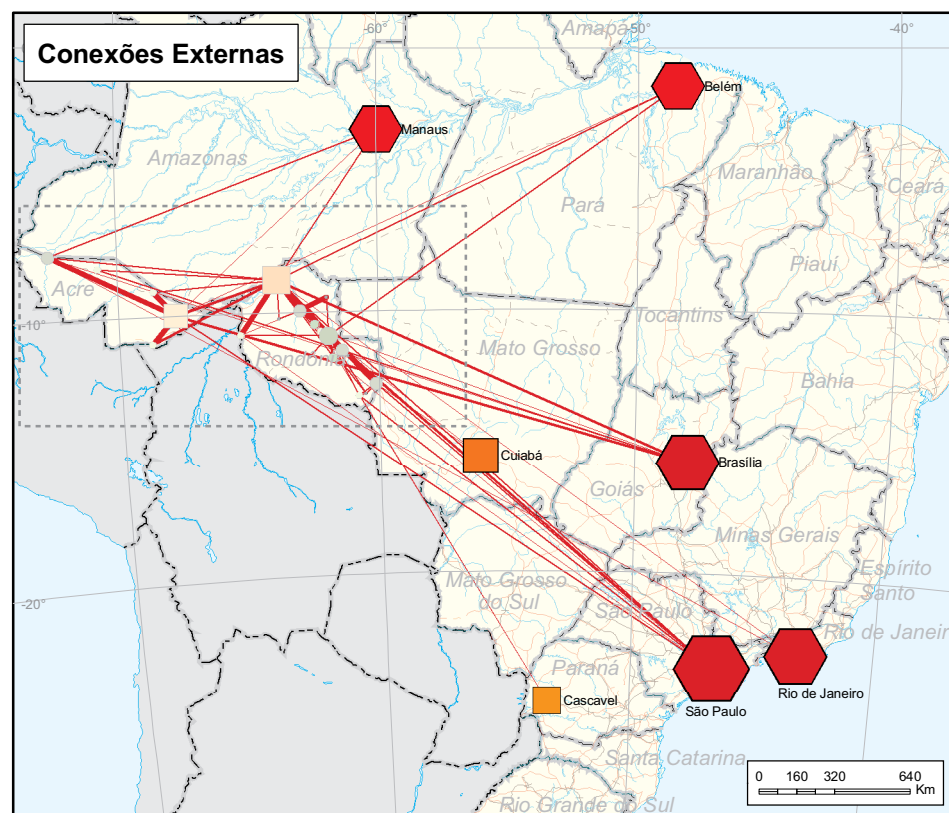 -60°
-50°
-40°
Conexões Externas
Amapá
Belém
Manaus
Amazonas
Maranhão
Ceará
Pará
Piauí
Acre
Tocantins
-10°
Rondônia
Mato Grosso
Bahia
Cuiabá
Brasília
Goiás
Minas Gerais
Espírito
Santo
Mato Grosso
do Sul
-20°
São Paulo
Rio de Janeir
Paraná
Rio de Janeiro
Cascavel
São Paulo
Santa Catarina
0 160 320 640
Km
Rio Grande do Sul